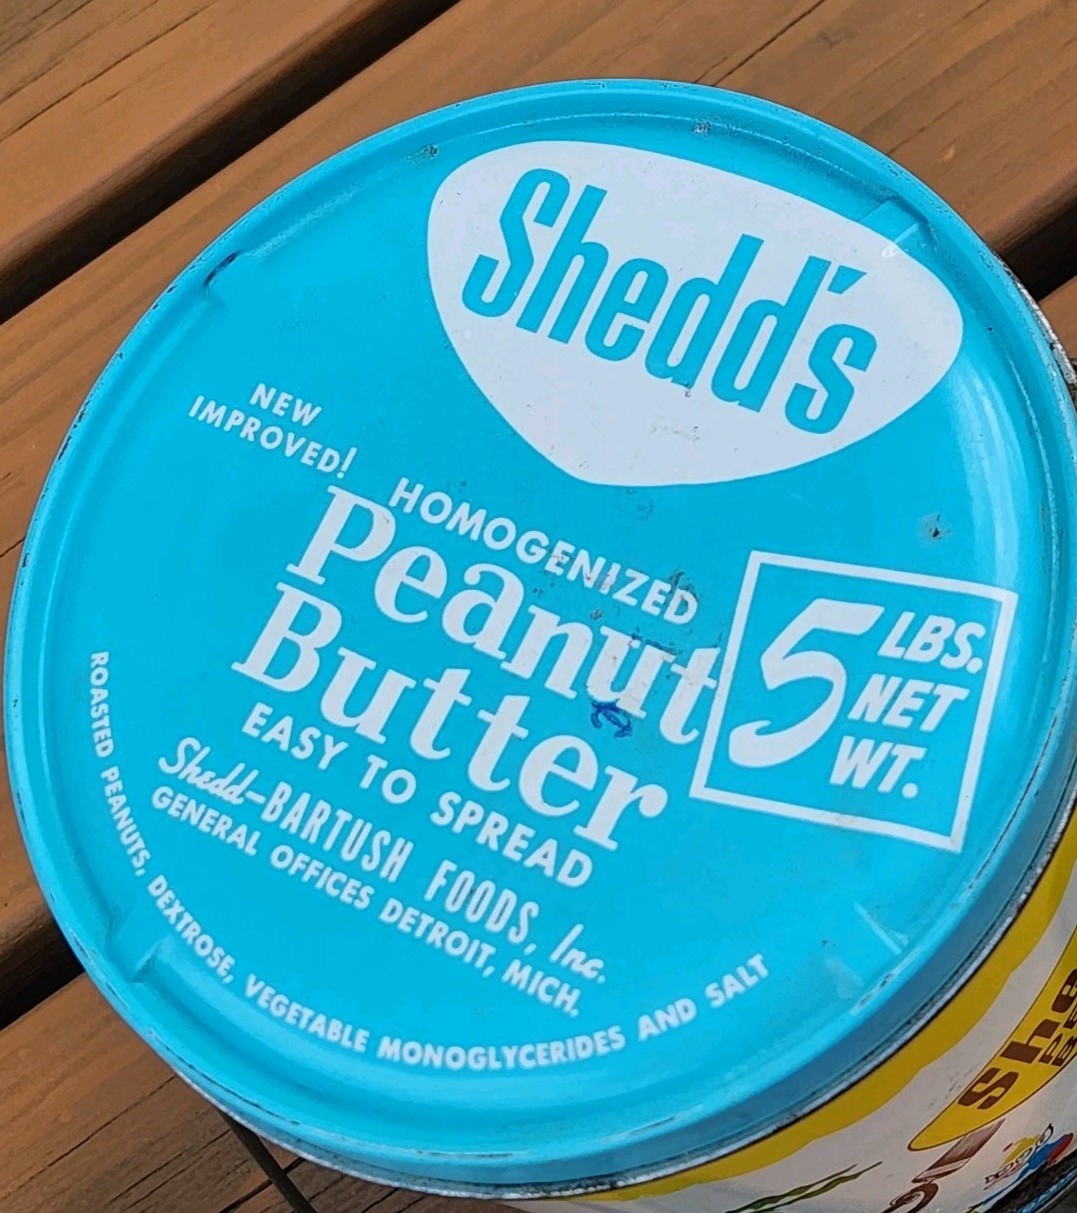 Shedd's
NEW
IMPROVED!
HOMOGENIZED
Peanut
Butter
EASY TO SPREAD
5 LBS.
NET
WT.
Shedd-BARTUSH FOODS, Inc.
GENERAL OFFICES DETROIT, MICH.
ROASTED PEANUTS, DEXTROSE, VEGETABLE MONOGLYCERIDES AND SALT